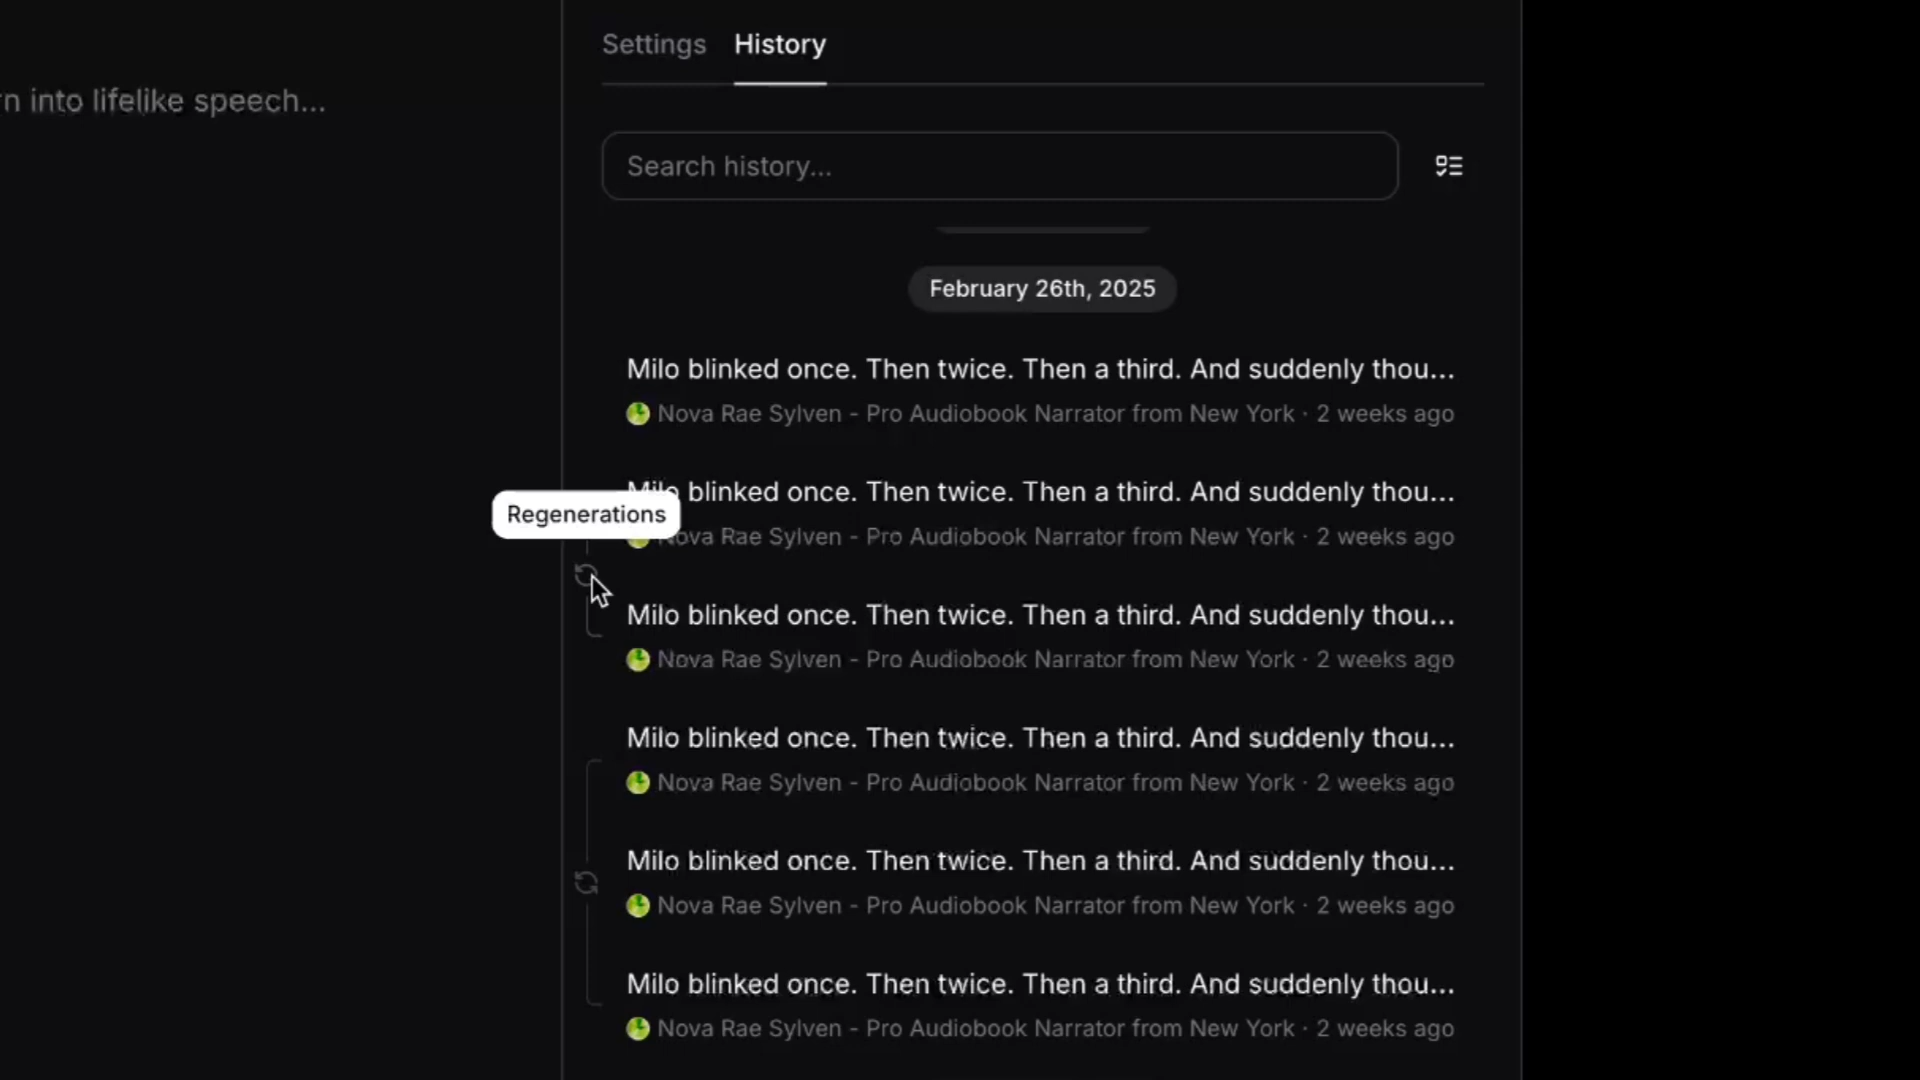 Settings History
n into lifelike speech...
Search history...
February 26th, 2025
Milo blinked once. Then twice. Then a third. And suddenly thou...
Nova Rae Sylven - Pro Audiobook Narrator from New York · 2 weeks ago
Milo blinked once. Then twice. Then a third. And suddenly thou...
Regenerations
Nova Rae Sylven - Pro Audiobook Narrator from New York · 2 weeks ago
Milo blinked once. Then twice. Then a third. And suddenly thou...
Nova Rae Sylven - Pro Audiobook Narrator from New York · 2 weeks ago
Milo blinked once. Then twice. Then a third. And suddenly thou...
Nova Rae Sylven - Pro Audiobook Narrator from New York · 2 weeks ago
Milo blinked once. Then twice. Then a third. And suddenly thou...
Nova Rae Sylven - Pro Audiobook Narrator from New York · 2 weeks ago
Milo blinked once. Then twice. Then a third. And suddenly thou...
Nova Rae Sylven - Pro Audiobook Narrator from New York · 2 weeks ago